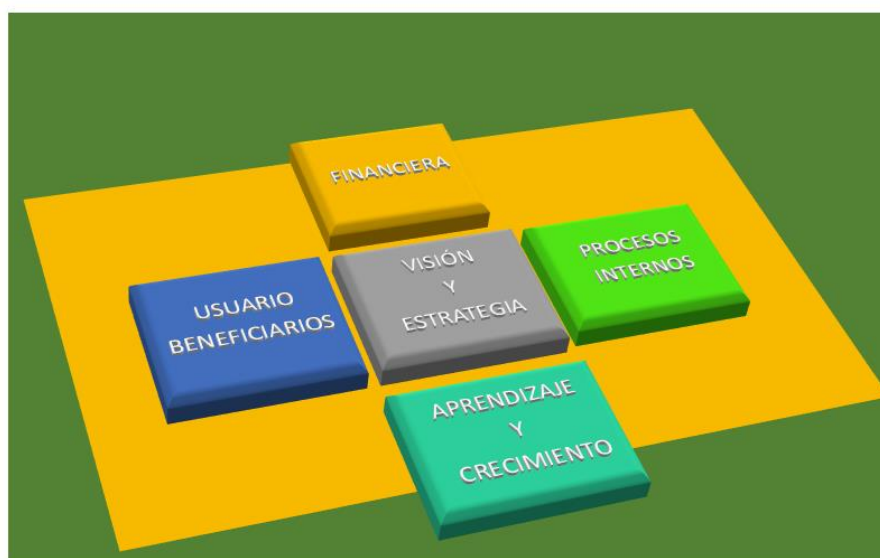 FINANCIERA
USUARIO
BENEFICIARIOS
VISIÓN
Y
ESTRATEGIA
PROCESOS
INTERNOS
APRENDIZAJE
Y
CRECIMIENTO